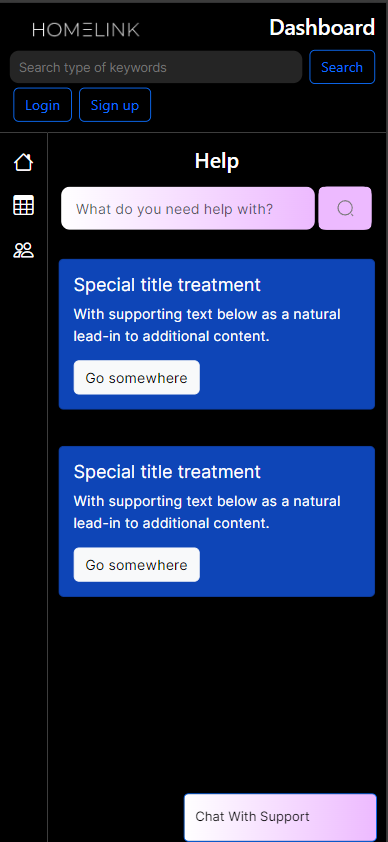 HOMELINK
Dashboard
Search type of keywords
Search
Login
Sign up
Help
What do you need help with?
Special title treatment
With supporting text below as a natural
lead-in to additional content.
Go somewhere
Special title treatment
With supporting text below as a natural
lead-in to additional content.
Go somewhere
Chat With Support